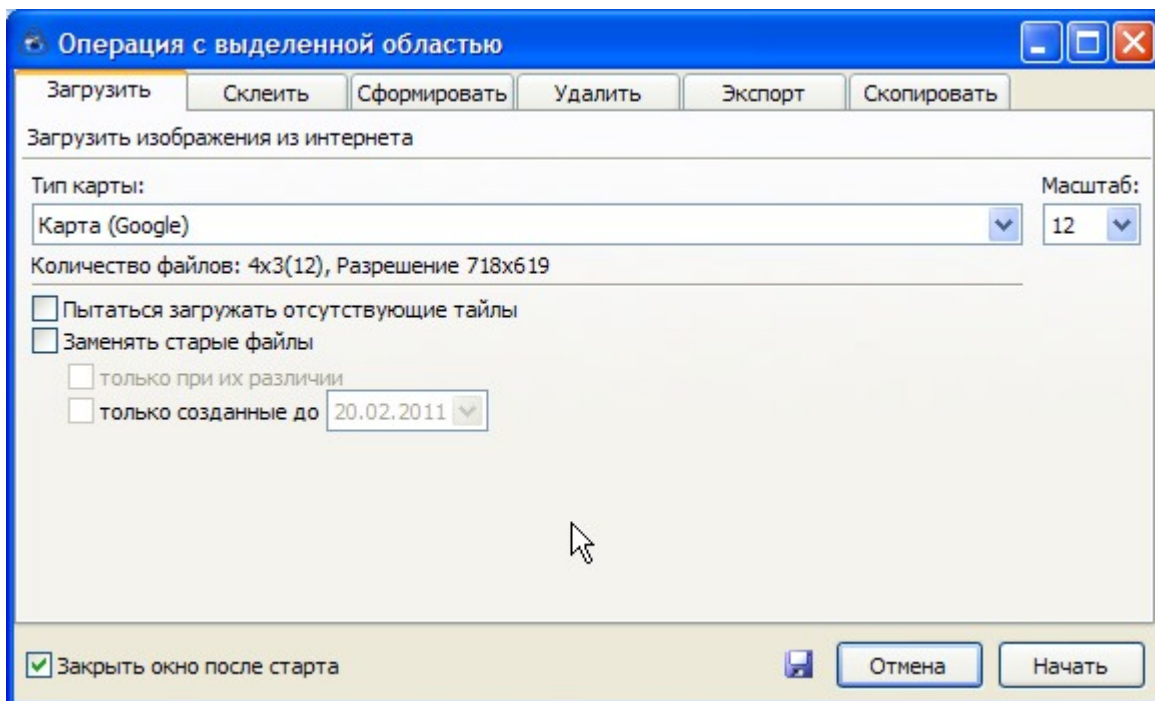 Операция с выделенной областью
Загрузить Склеить Сформировать Удалить Экспорт Скопировать
Загрузить изображения из интернета
Тип карты: Масштаб:
Карта (Google) 12
Количество файлов: 4x3(12), Разрешение 718x619
Пытаться загружать отсутствующие тайлы
Заменять старые файлы
только при их различии
только созданные до 20.02.2011
Закрыть окно после старта Отмена Начать